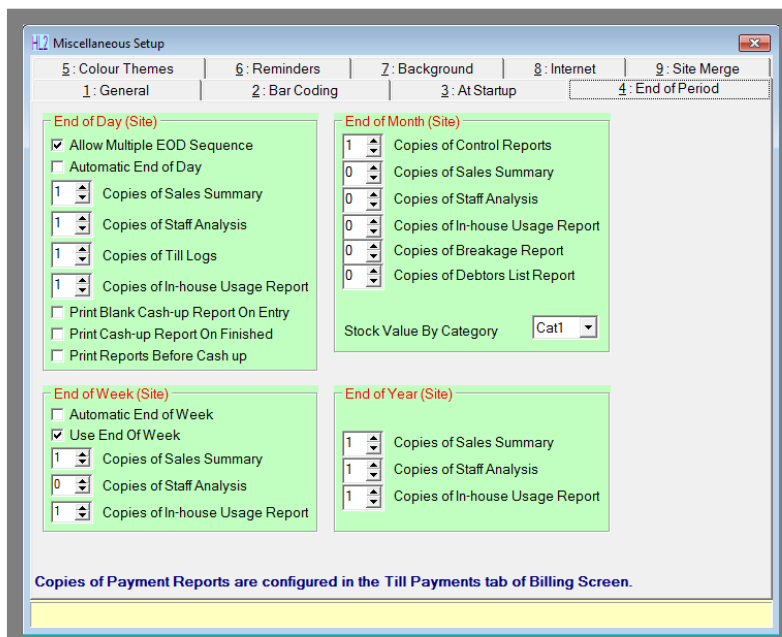 HL2 Miscellaneous Setup
5 : Colour Themes 6 : Reminders 7 : Background 8 : Internet 9 : Site Merge
1 : General 2 : Bar Coding 3 : At Startup 4 : End of Period
End of Day (Site)
Allow Multiple EOD Sequence
Automatic End of Day
1 Copies of Sales Summary
1 Copies of Staff Analysis
1 Copies of Till Logs
1 Copies of In-house Usage Report
Print Blank Cash-up Report On Entry
Print Cash-up Report On Finished
Print Reports Before Cash up
End of Month (Site)
1 Copies of Control Reports
0 Copies of Sales Summary
0 Copies of Staff Analysis
0 Copies of In-house Usage Report
0 Copies of Breakage Report
0 Copies of Debtors List Report
Stock Value By Category Cat1
End of Week (Site)
Automatic End of Week
Use End Of Week
1 Copies of Sales Summary
0 Copies of Staff Analysis
1 Copies of In-house Usage Report
End of Year (Site)
1 Copies of Sales Summary
1 Copies of Staff Analysis
1 Copies of In-house Usage Report
Copies of Payment Reports are configured in the Till Payments tab of Billing Screen.